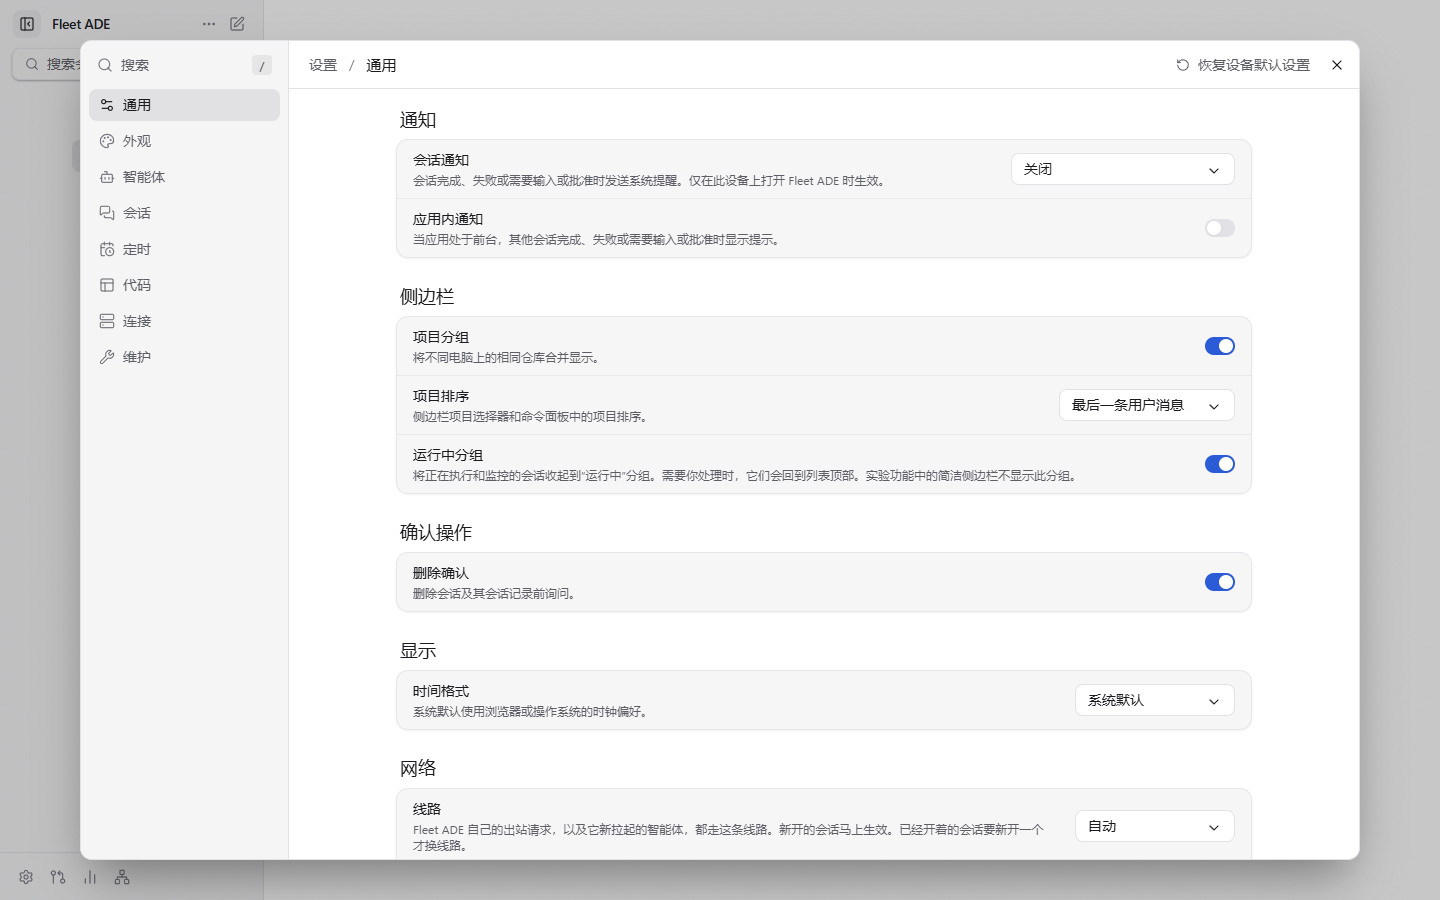 Fleet ADE
搜索
搜索
/
通用
外观
智能体
会话
定时
代码
连接
维护
设置 / 通用
恢复设备默认设置
通知
会话通知
会话完成、失败或需要输入或批准时发送系统提醒。仅在此设备上打开 Fleet ADE 时生效。
关闭
应用内通知
当应用处于前台，其他会话完成、失败或需要输入或批准时显示提示。
侧边栏
项目分组
将不同电脑上的相同仓库合并显示。
项目排序
侧边栏项目选择器和命令面板中的项目排序。
最后一条用户消息
运行中分组
将正在执行和监控的会话收起到“运行中”分组。需要你处理时，它们会回到列表顶部。实验功能中的简洁侧边栏不显示此分组。
确认操作
删除确认
删除会话及其会话记录前询问。
显示
时间格式
系统默认使用浏览器或操作系统的时钟偏好。
系统默认
网络
线路
Fleet ADE 自己的出站请求，以及它新拉起的智能体，都走这条线路。新开的会话马上生效。已经开着的会话要新开一个
才换线路。
自动